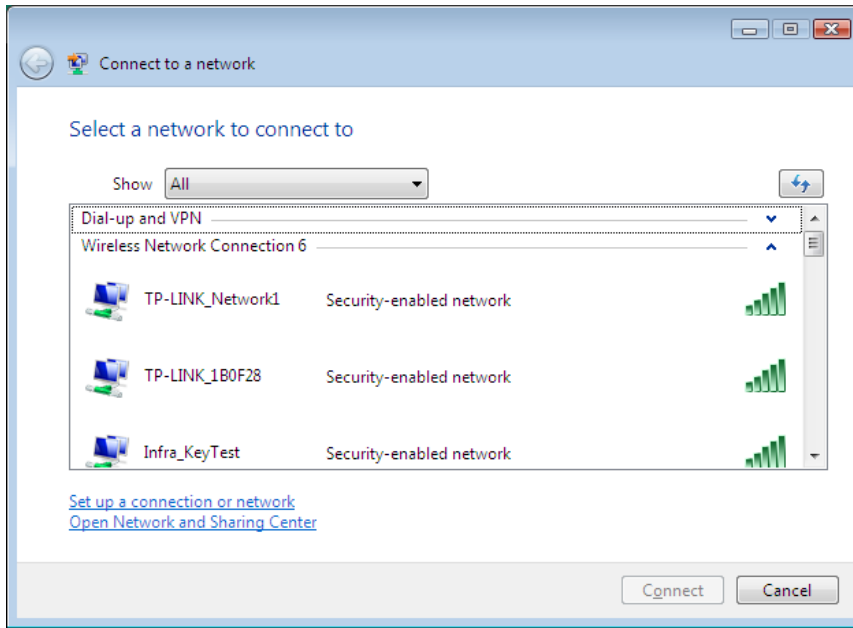 Connect to a network
Select a network to connect to
Show All
Dial-up and VPN
Wireless Network Connection 6
TP-LINK_Network1 Security-enabled network
TP-LINK_1B0F28 Security-enabled network
Infra_KeyTest Security-enabled network
Set up a connection or network
Open Network and Sharing Center
Connect Cancel